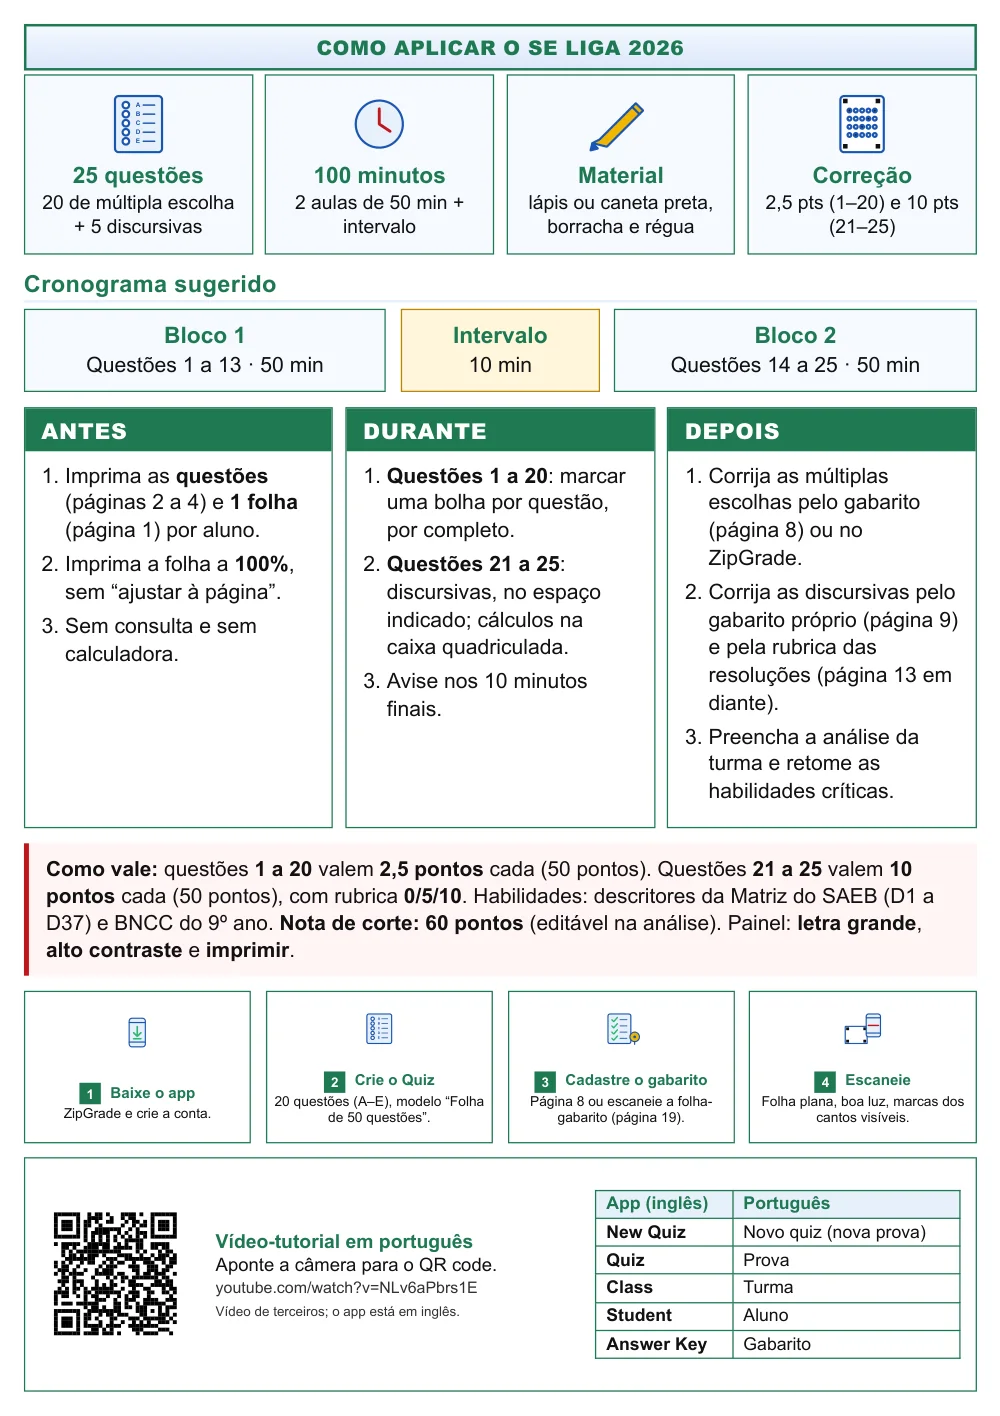 COMO APLICAR O SE LIGA 2026
A
B
C
D
E
25 questões
20 de múltipla escolha
+ 5 discursivas
100 minutos
2 aulas de 50 min +
intervalo
Material
lápis ou caneta preta,
borracha e régua
Correção
2,5 pts (1–20) e 10 pts
(21–25)
Cronograma sugerido
Bloco 1
Questões 1 a 13 · 50 min
Intervalo
10 min
Bloco 2
Questões 14 a 25 · 50 min
ANTES
1. Imprima as questões
(páginas 2 a 4) e 1 folha
(página 1) por aluno.
2. Imprima a folha a 100%,
sem “ajustar à página”.
3. Sem consulta e sem
calculadora.
DURANTE
1. Questões 1 a 20: marcar
uma bolha por questão,
por completo.
2. Questões 21 a 25:
discursivas, no espaço
indicado; cálculos na
caixa quadriculada.
3. Avise nos 10 minutos
finais.
DEPOIS
1. Corrija as múltiplas
escolhas pelo gabarito
(página 8) ou no
ZipGrade.
2. Corrija as discursivas pelo
gabarito próprio (página 9)
e pela rubrica das
resoluções (página 13 em
diante).
3. Preencha a análise da
turma e retome as
habilidades críticas.
Como vale: questões 1 a 20 valem 2,5 pontos cada (50 pontos). Questões 21 a 25 valem 10
pontos cada (50 pontos), com rubrica 0/5/10. Habilidades: descritores da Matriz do SAEB (D1 a
D37) e BNCC do 9º ano. Nota de corte: 60 pontos (editável na análise). Painel: letra grande,
alto contraste e imprimir.
1 Baixe o app
ZipGrade e crie a conta.
2 Crie o Quiz
20 questões (A–E), modelo “Folha
de 50 questões”.
3 Cadastre o gabarito
Página 8 ou escaneie a folha-
gabarito (página 19).
4 Escaneie
Folha plana, boa luz, marcas dos
cantos visíveis.
Vídeo-tutorial em português
Aponte a câmera para o QR code.
youtube.com/watch?v=NLv6aPbrs1E
Vídeo de terceiros; o app está em inglês.
App (inglês) Português
New Quiz Novo quiz (nova prova)
Quiz Prova
Class Turma
Student Aluno
Answer Key Gabarito